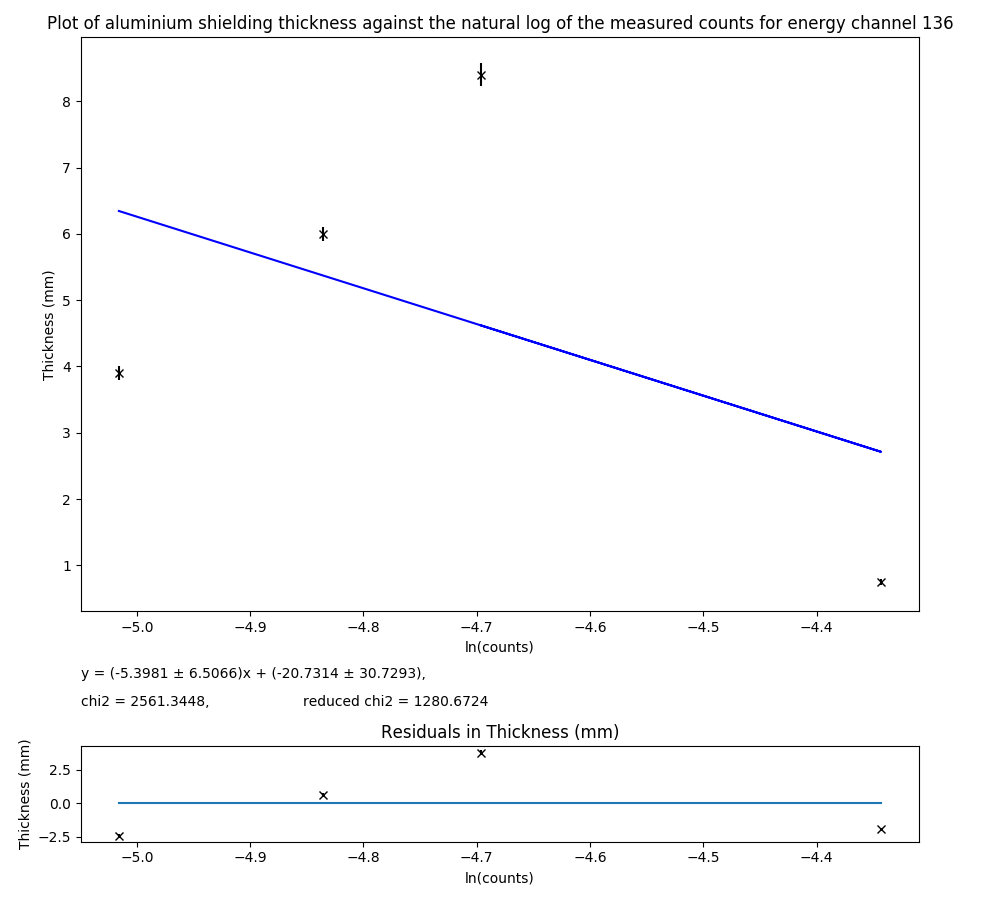 Plot of aluminium shielding thickness against the natural log of the measured counts for energy channel 136
8
7
6
5
4
3
2
1
Thickness (mm)
−5.0 −4.9 −4.8 −4.7 −4.6 −4.5 −4.4
ln(counts)
y = (-5.3981 ± 6.5066)x + (-20.7314 ± 30.7293),
chi2 = 2561.3448, reduced chi2 = 1280.6724
Residuals in Thickness (mm)
2.5
0.0
−2.5
Thickness (mm)
−5.0 −4.9 −4.8 −4.7 −4.6 −4.5 −4.4
ln(counts)